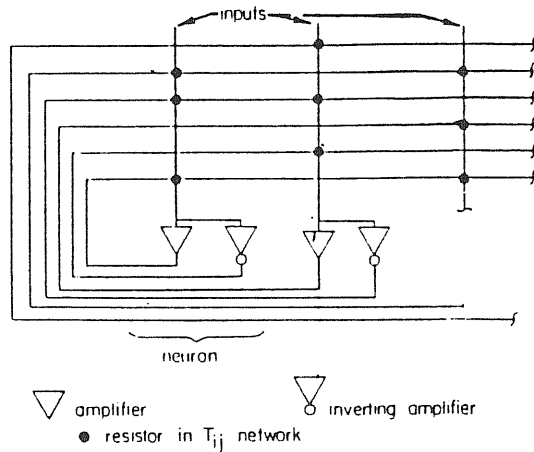 inputs
neuron
amplifier
inverting amplifier
resistor in Tij network